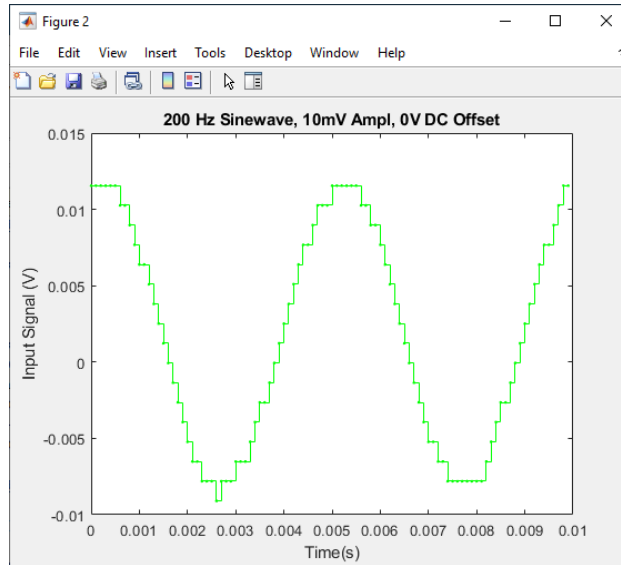 Figure 2
File Edit View Insert Tools Desktop Window Help
200 Hz Sinewave, 10mV Ampl, 0V DC Offset
0.015
0.01
0.005
0
-0.005
-0.01
Input Signal (V)
0 0.001 0.002 0.003 0.004 0.005 0.006 0.007 0.008 0.009 0.01
Time(s)